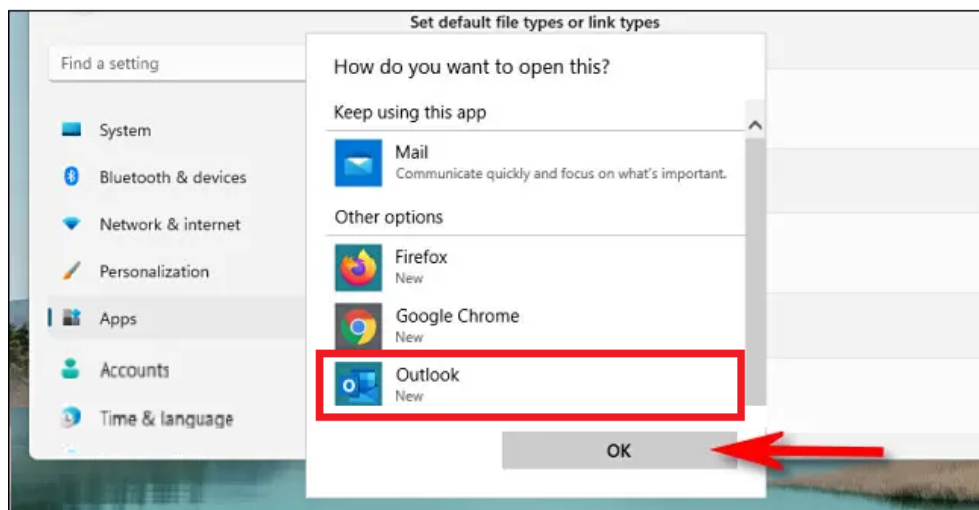 Set default file types or link types
Find a setting
System
Bluetooth & devices
Network & internet
Personalization
Apps
Accounts
Time & language
How do you want to open this?
Keep using this app
Mail
Communicate quickly and focus on what's important.
Other options
Firefox
New
Google Chrome
New
Outlook
New
OK